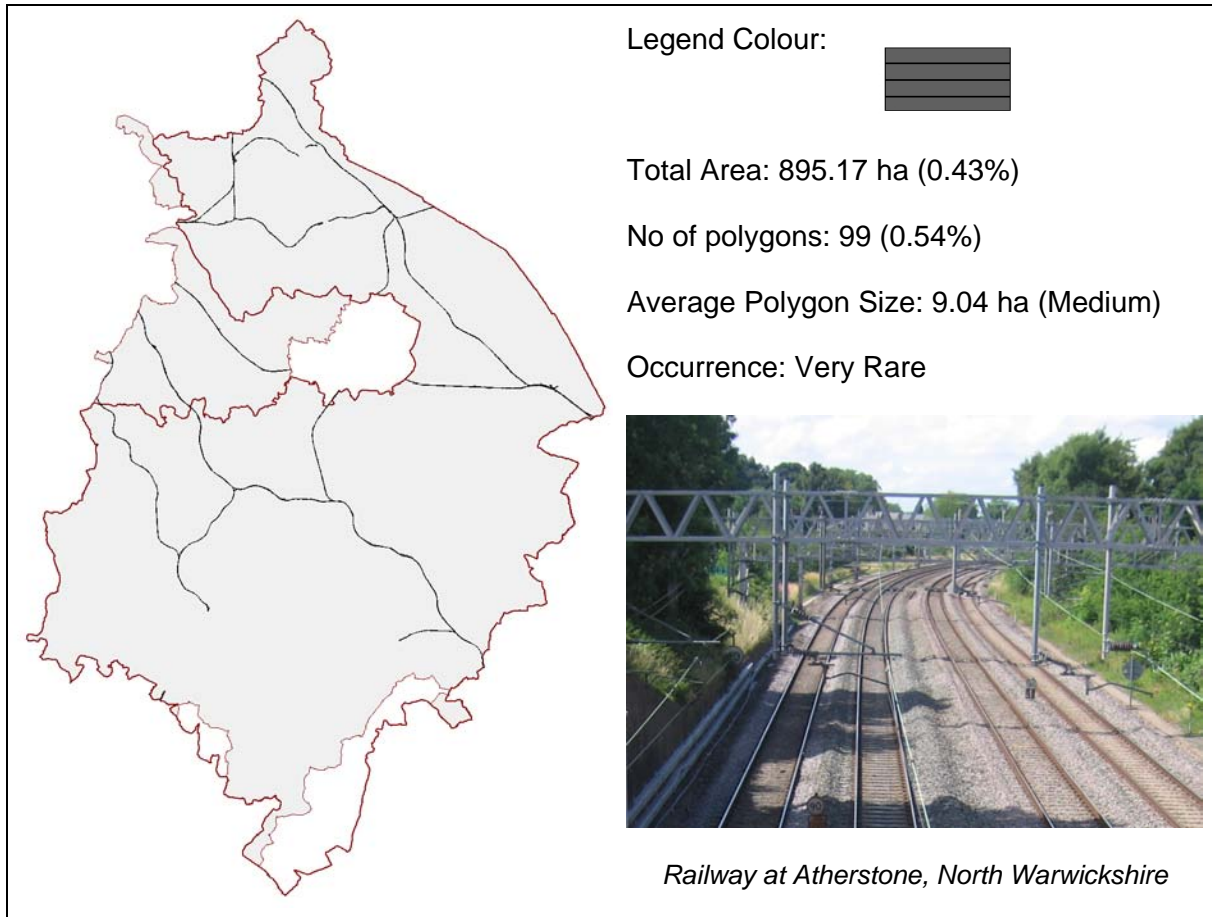 Legend Colour:
Total Area: 895.17 ha (0.43%)
No of polygons: 99 (0.54%)
Average Polygon Size: 9.04 ha (Medium)
Occurrence: Very Rare
Railway at Atherstone, North Warwickshire